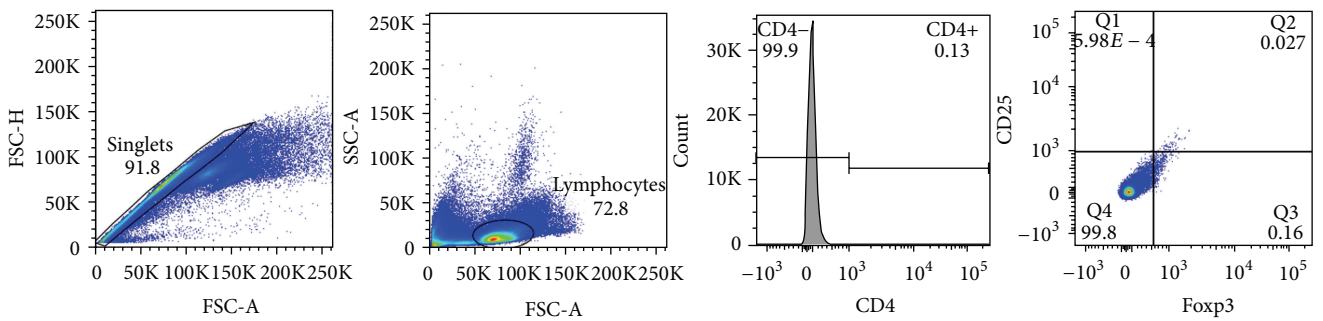 250K
200K
150K
100K
50K
0
FSC-H
Singlets
91.8
0 50K 100K 150K 200K 250K
FSC-A
250K
200K
150K
100K
50K
0
SSC-A
Lymphocytes
72.8
0 50K 100K 150K 200K 250K
FSC-A
30K
20K
10K
0
Count
CD4−
99.9
CD4+
0.13
−10³ 0 10³ 10⁴ 10⁵
CD4
10⁵
10⁴
10³
0
−10³
CD25
Q1
5.98E − 4
Q2
0.027
Q4
99.8
Q3
0.16
−10³ 0 10³ 10⁴ 10⁵
Foxp3